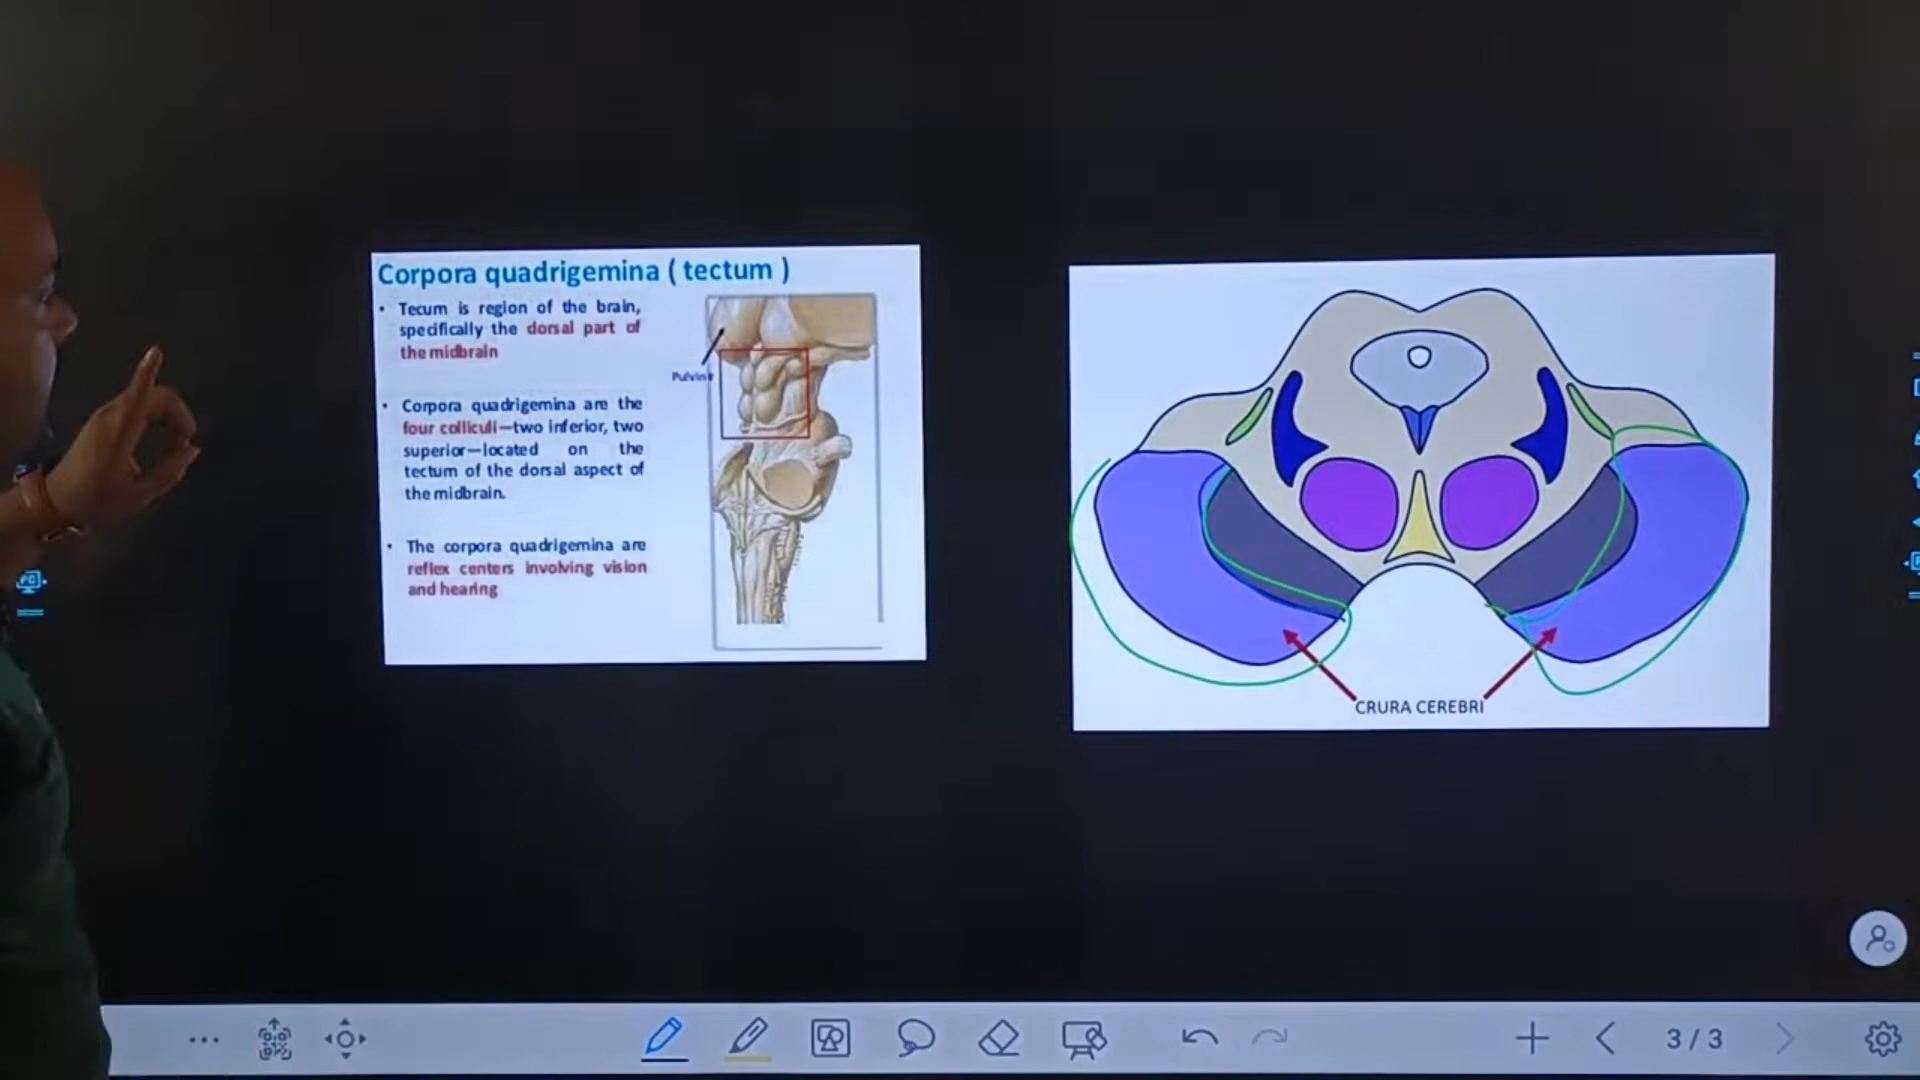 Corpora quadrigemina ( tectum )
• Tecum is region of the brain,
specifically the dorsal part of
the midbrain
Pulvinar
• Corpora quadrigemina are the
four colliculi—two inferior, two
superior—located on the
tectum of the dorsal aspect of
the midbrain.
• The corpora quadrigemina are
reflex centers involving vision
and hearing
CRURA CEREBRI
PC
3 / 3